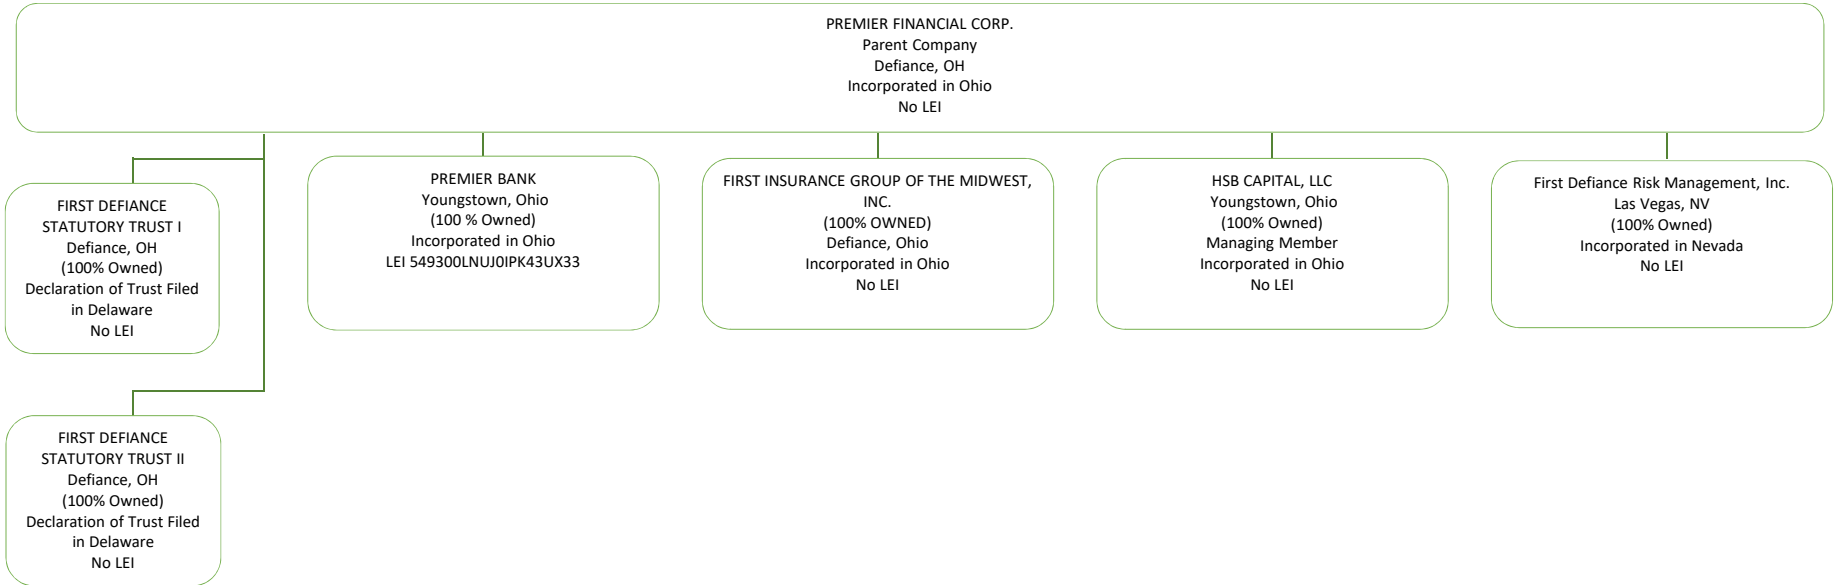 PREMIER FINANCIAL CORP.
Parent Company
Defiance, OH
Incorporated in Ohio
No LEI
FIRST DEFIANCE
STATUTORY TRUST I
Defiance, OH
(100% Owned)
Declaration of Trust Filed
in Delaware
No LEI
PREMIER BANK
Youngstown, Ohio
(100 % Owned)
Incorporated in Ohio
LEI 549300LNUJ0IPK43UX33
FIRST INSURANCE GROUP OF THE MIDWEST,
INC.
(100% OWNED)
Defiance, Ohio
Incorporated in Ohio
No LEI
HSB CAPITAL, LLC
Youngstown, Ohio
(100% Owned)
Managing Member
Incorporated in Ohio
No LEI
First Defiance Risk Management, Inc.
Las Vegas, NV
(100% Owned)
Incorporated in Nevada
No LEI
FIRST DEFIANCE
STATUTORY TRUST II
Defiance, OH
(100% Owned)
Declaration of Trust Filed
in Delaware
No LEI